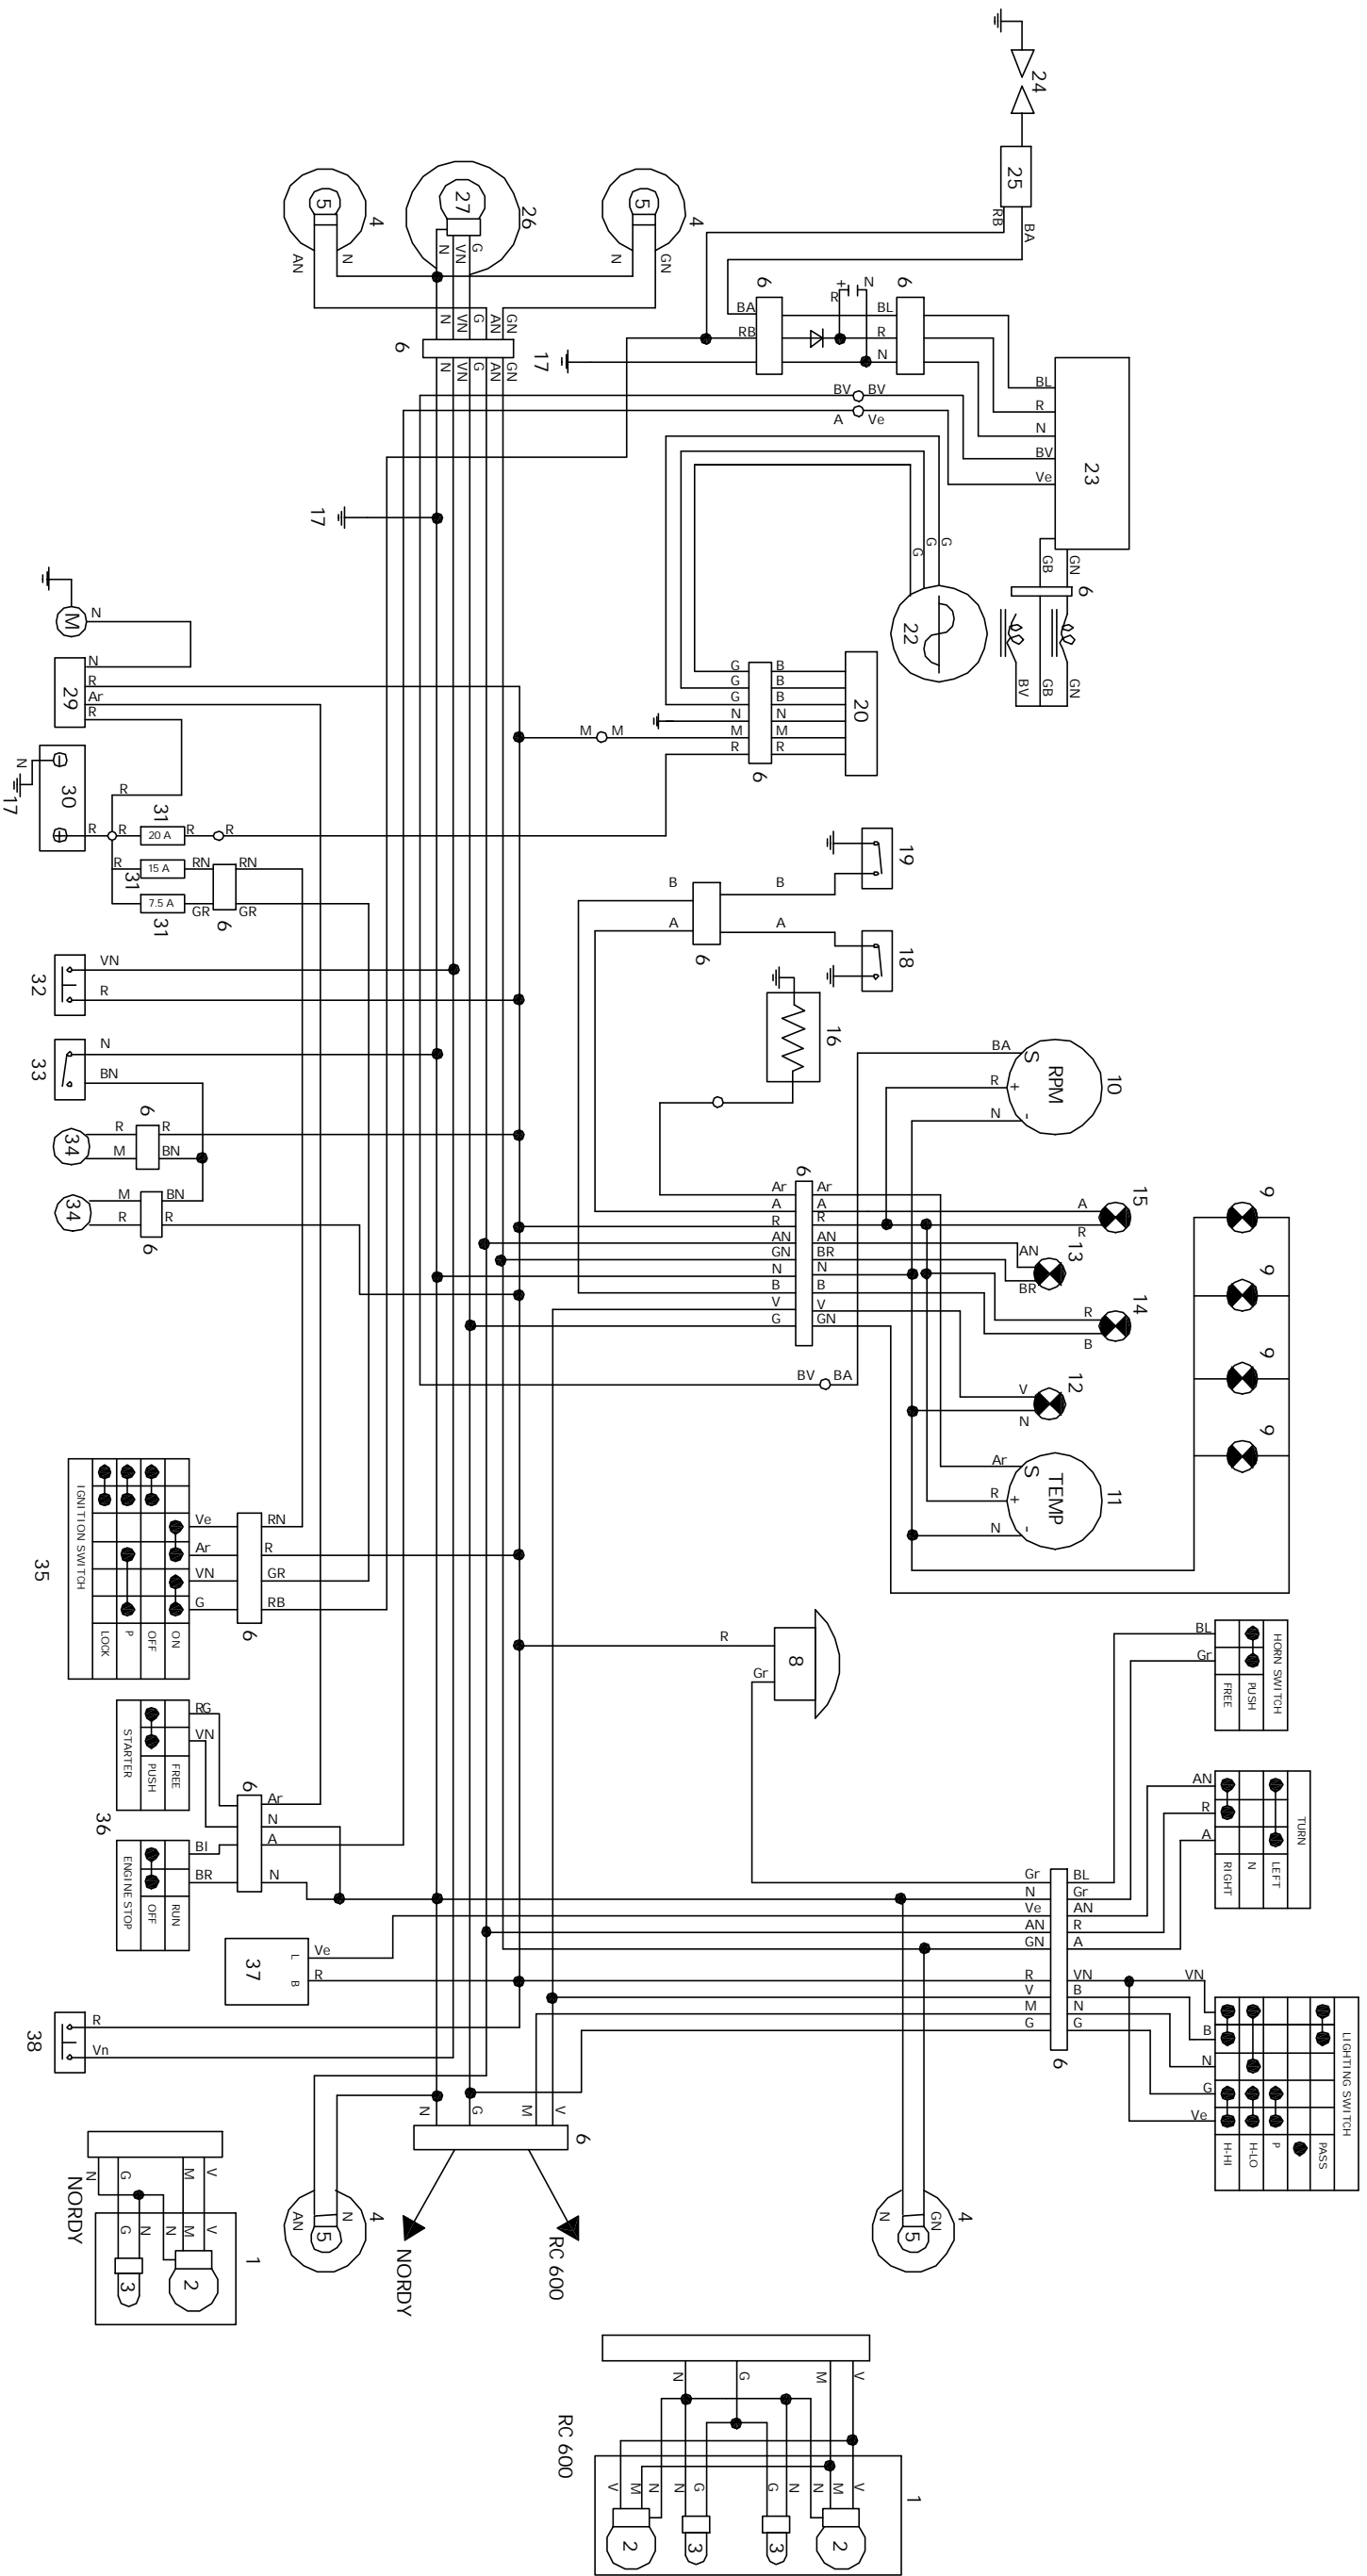 24
25
RB
BA
5
4
N
AN
27
26
N
VN
G
5
4
N
GN
N
VN
G
AN
GN
6
N
VN
G
AN
GN
17
6
BA
RB
+
R
N
BL
R
N
6
BL
R
N
BV
Ve
23
BV
BV
A
Ve
GB
GN
6
BV
GB
GN
17
G
G
G
22
G
G
G
N
M
R
B
B
B
N
M
R
20
6
M
M
M
N
N
R
Ar
R
29
30
N
17
R
R
R
31
20 A
R
R
R
15 A
RN
RN
31
7.5 A
GR
GR
31
6
19
B
B
A
A
18
6
16
32
VN
R
33
N
BN
34
R
M
6
R
BN
34
M
R
BN
R
6
BA
R
N
S
+
-
RPM
10
6
Ar
A
R
AN
GN
N
B
V
G
Ar
A
R
AN
BR
N
B
V
GN
A
R
15
AN
BR
13
R
B
14
V
N
12
BV
BA
Ar
R
N
S
+
-
TEMP
11
9
9
9
9
IGNITION SWITCH
35
LOCK
P
OFF
ON
Ve
Ar
VN
G
RN
R
GR
RB
6
8
R
Gr
HORN SWITCH
PUSH
FREE
BL
Gr
STARTER
PUSH
FREE
RG
VN
6
Ar
N
A
N
36
ENGINE STOP
OFF
RUN
BI
BR
TURN
LEFT
N
RIGHT
AN
R
A
37
L
B
Ve
R
Gr
N
Ve
AN
GN
R
V
M
G
BL
Gr
AN
R
A
VN
B
N
G
6
LIGHTING SWITCH
PASS
P
H-LO
H-HI
VN
B
N
G
Ve
38
R
Vn
N
G
M
V
6
NORDY
RC 600
4
AN
N
5
4
N
GN
5
N
G
M
V
NORDY
G
N
N
M
V
3
2
1
N
G
M
V
RC 600
V
M
N
N
G
G
N
N
M
V
2
3
3
2
1